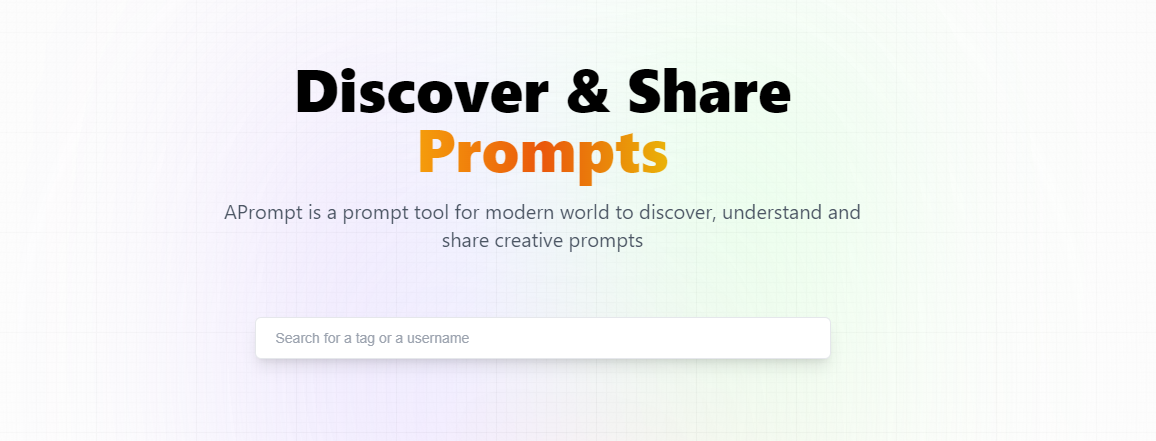 Discover & Share
Prompts
APrompt is a prompt tool for modern world to discover, understand and
share creative prompts
Search for a tag or a username